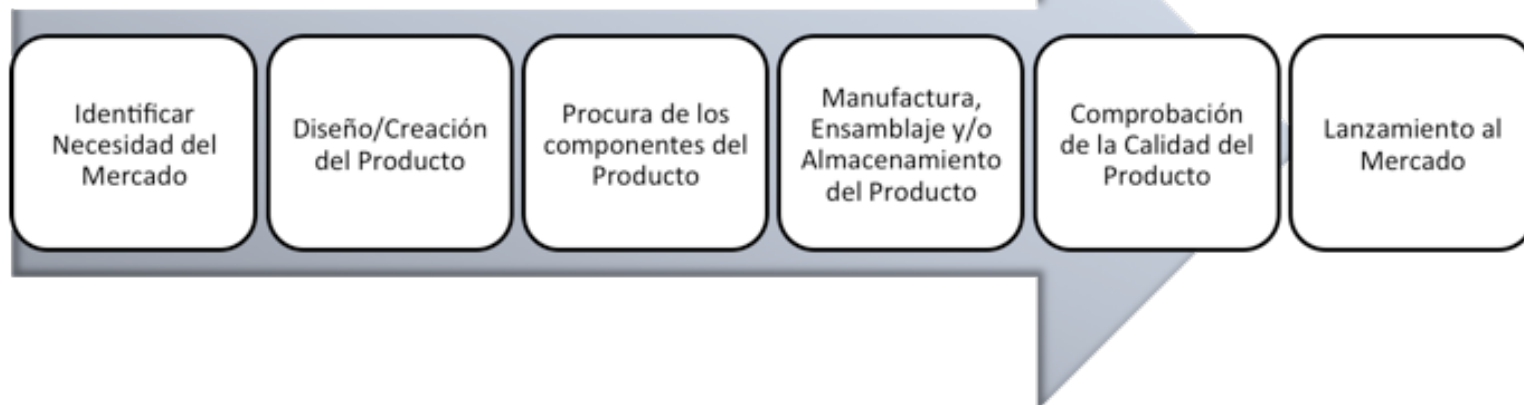 Identificar
Necesidad del
Mercado
Diseño/Creación
del Producto
Procura de los
componentes del
Producto
Manufactura,
Ensamblaje y/o
Almacenamiento
del Producto
Comprobación
de la Calidad del
Producto
Lanzamiento al
Mercado